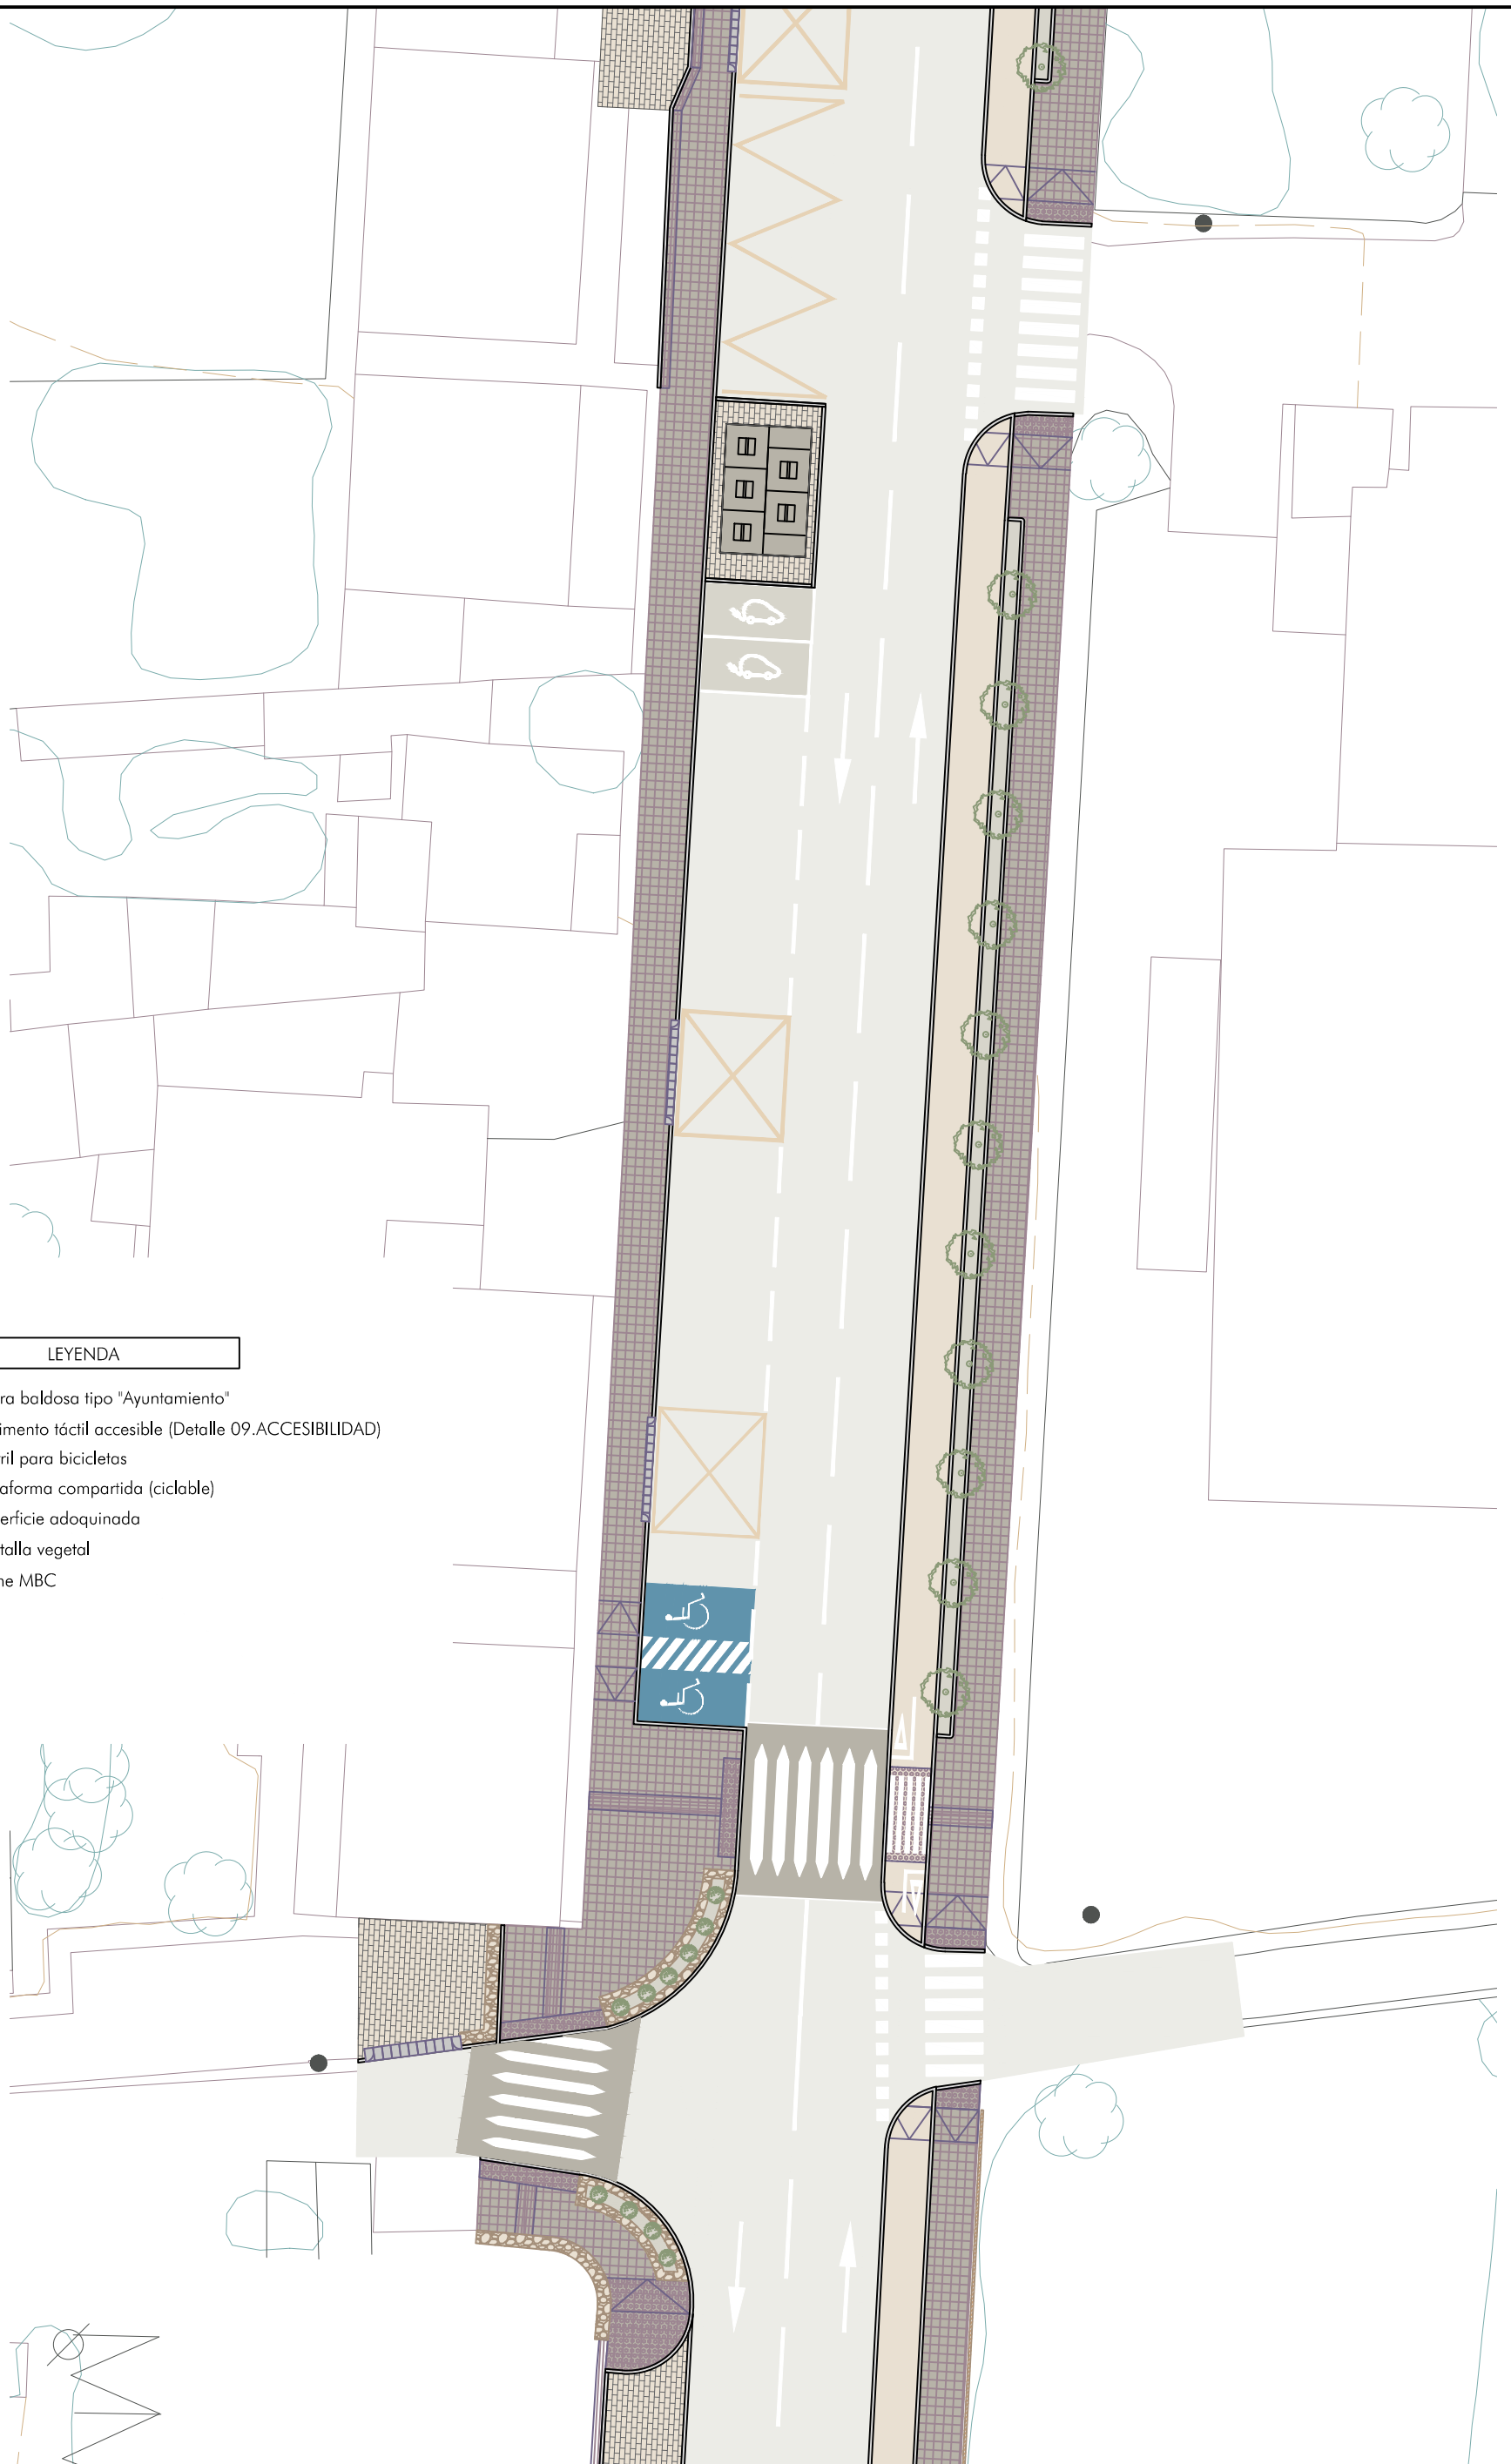 LEYENDA
ra baldosa tipo "Ayuntamiento"
imento táctil accesible (Detalle 09.ACCESIBILIDAD)
ril para bicicletas
aforma compartida (ciclable)
erficie adoquinada
talla vegetal
ne MBC